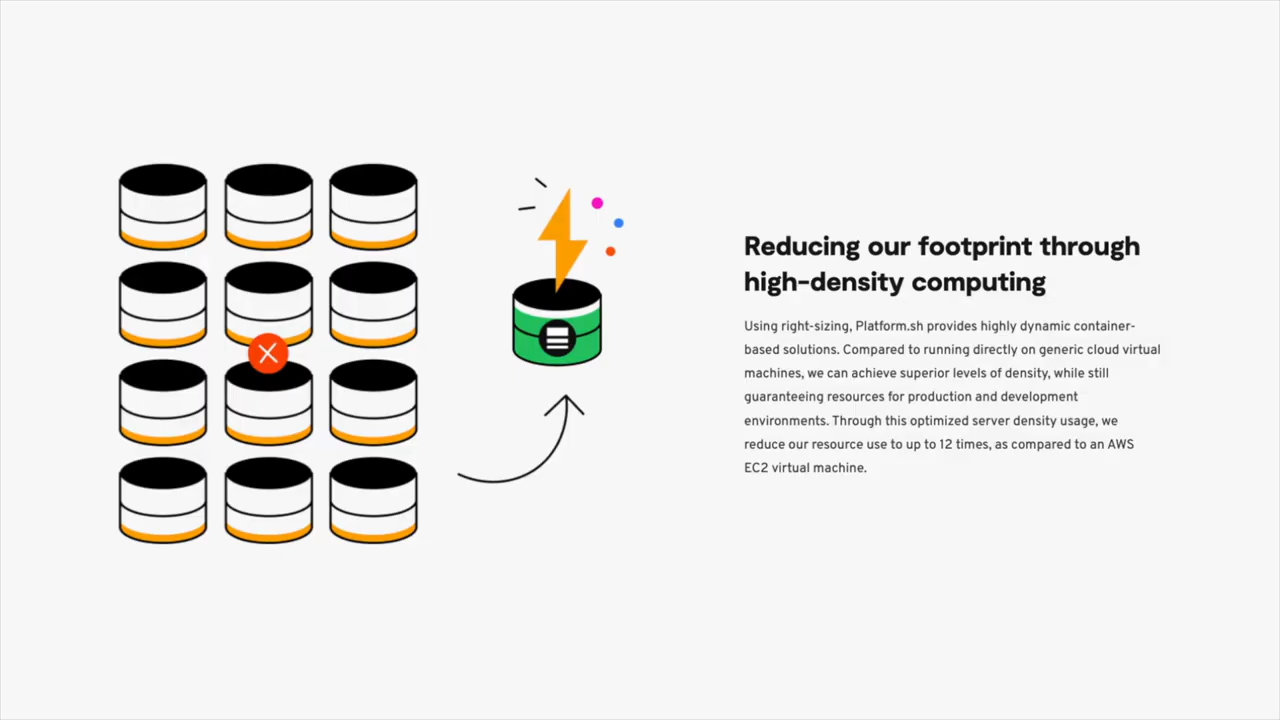 Reducing our footprint through
high-density computing
Using right-sizing, Platform.sh provides highly dynamic container-
based solutions. Compared to running directly on generic cloud virtual
machines, we can achieve superior levels of density, while still
guaranteeing resources for production and development
environments. Through this optimized server density usage, we
reduce our resource use to up to 12 times, as compared to an AWS
EC2 virtual machine.